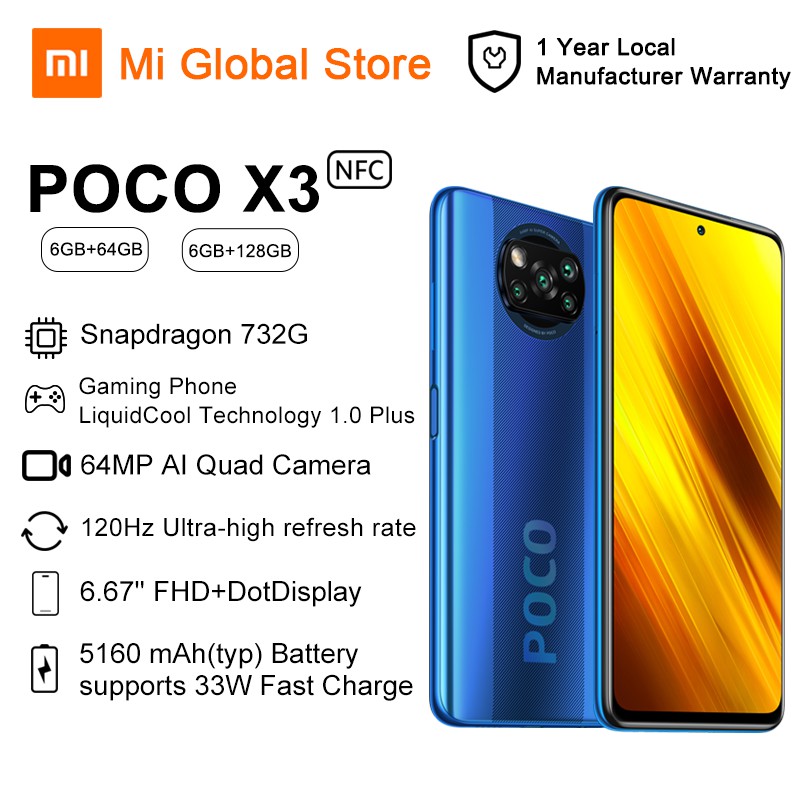 mi Mi Global Store
1 Year Local
Manufacturer Warranty
POCO X3 NFC
6GB+64GB 6GB+128GB
Snapdragon 732G
Gaming Phone
LiquidCool Technology 1.0 Plus
64MP AI Quad Camera
120Hz Ultra-high refresh rate
6.67'' FHD+DotDisplay
5160 mAh(typ) Battery
supports 33W Fast Charge
POCO